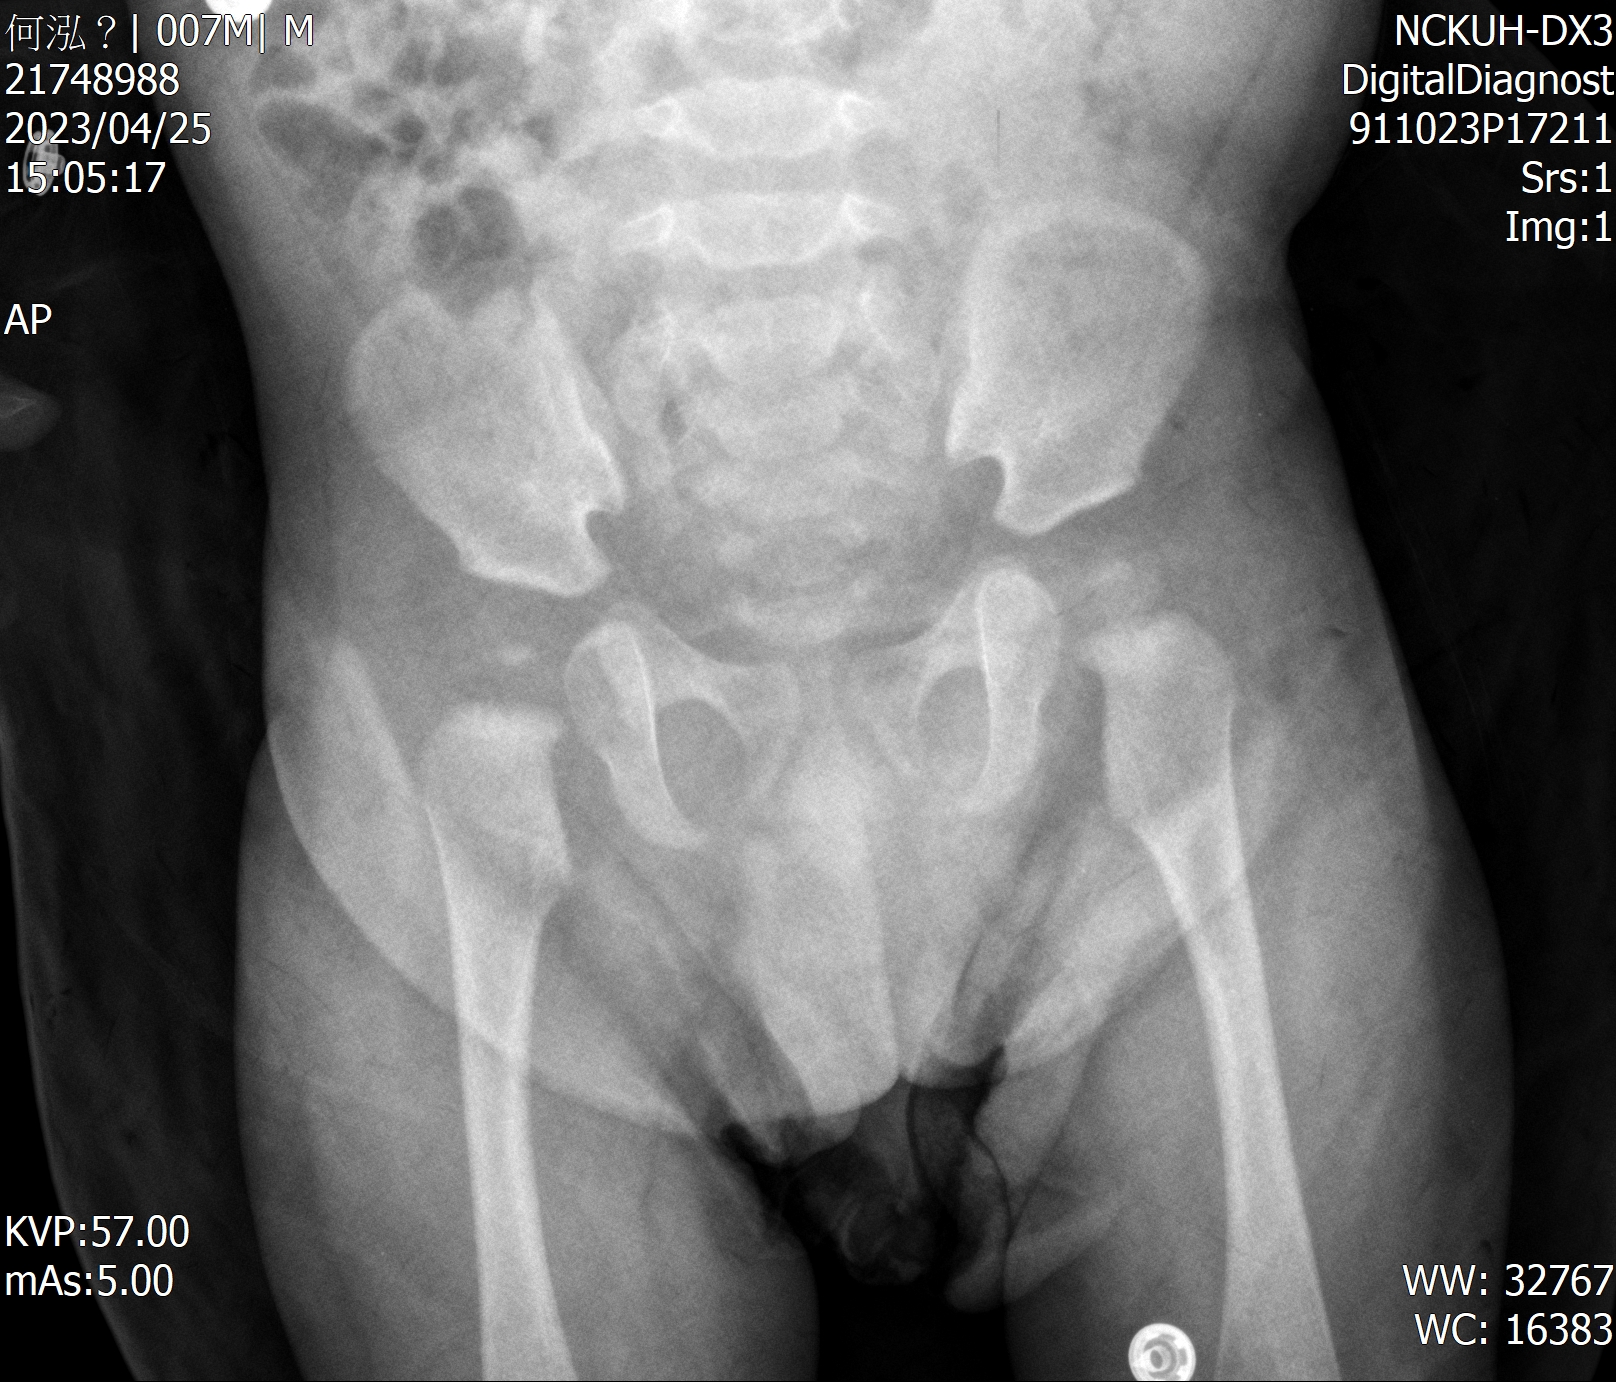 何泓？| 007M| M
21748988
2023/04/25
15:05:17
AP
NCKUH-DX3
DigitalDiagnost
911023P17211
Srs:1
Img:1
KVP:57.00
mAs:5.00
WW: 32767
WC: 16383